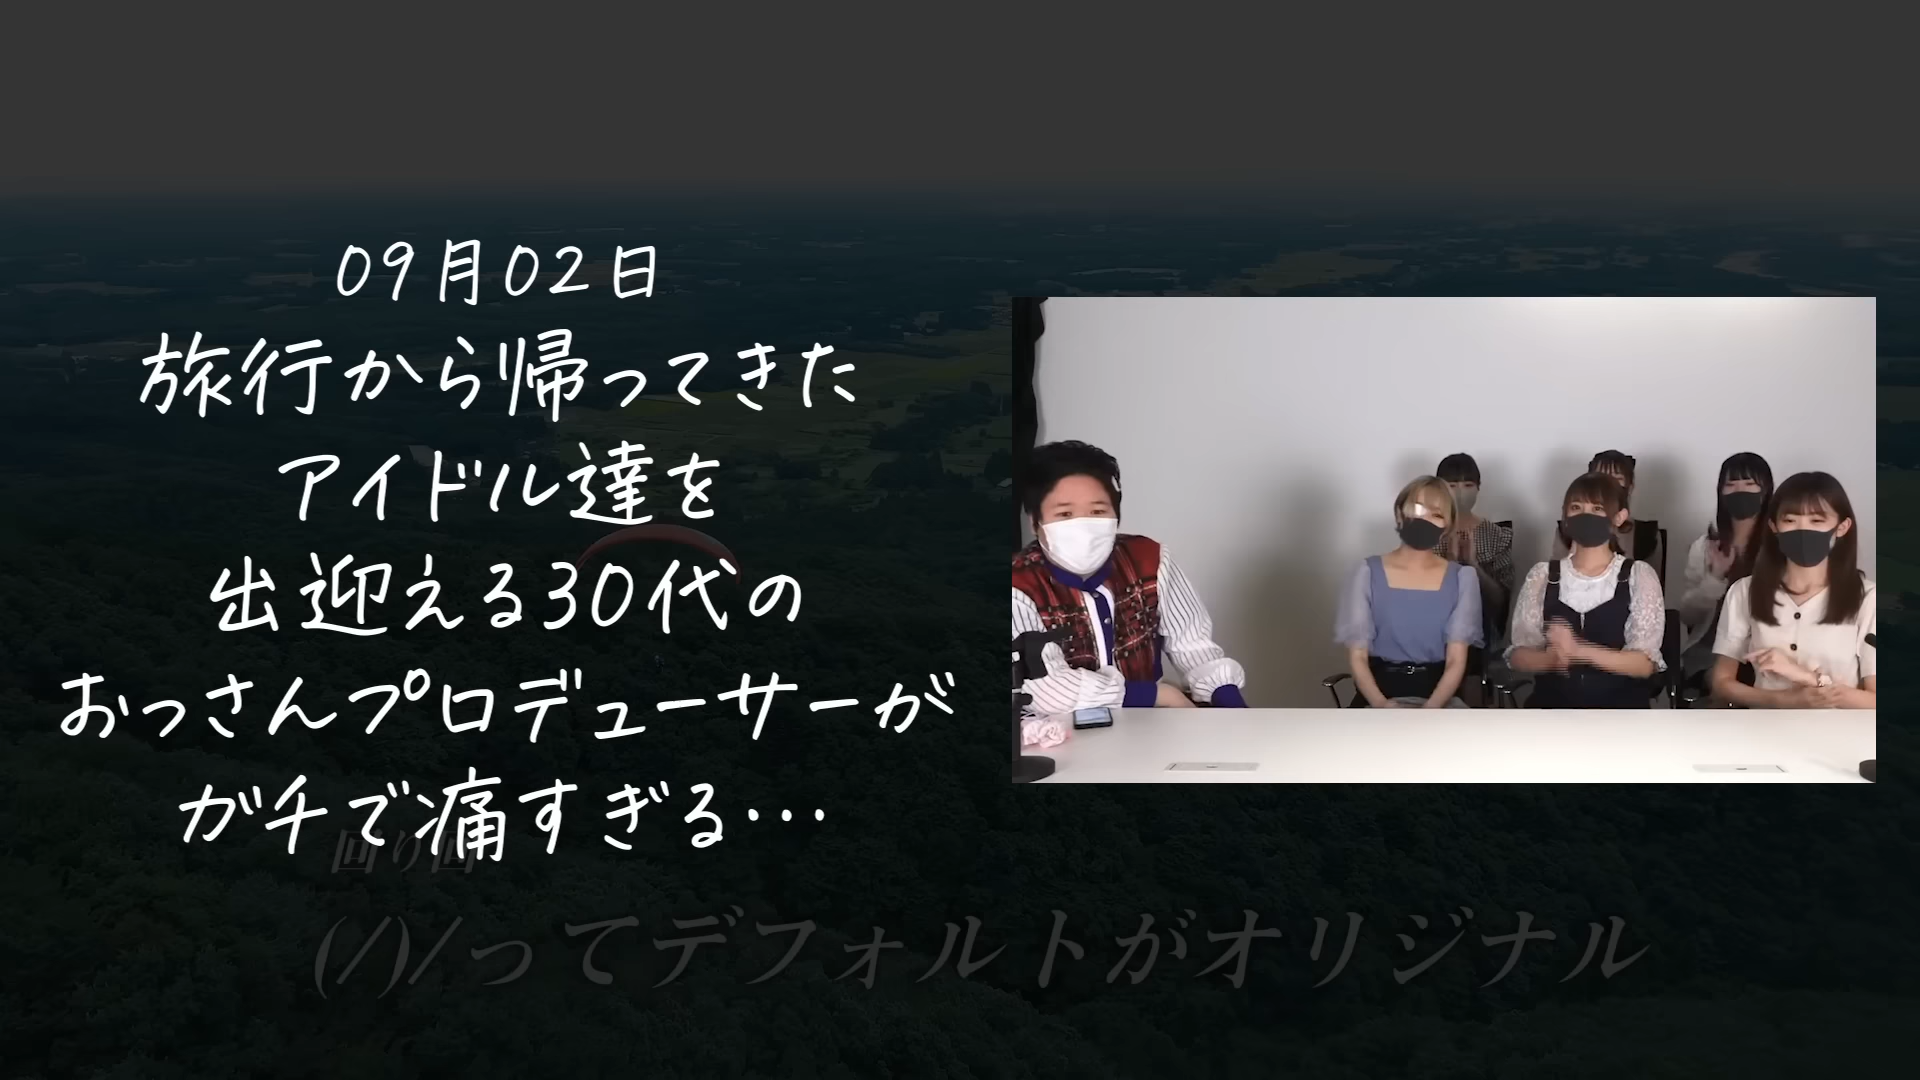 09月02日
旅行から帰ってきた
アイドル達を
出迎える30代の
おっさんプロデューサーが
ガチで痛すぎる…
回り回
(/)/ってデフォルトがオリジナル